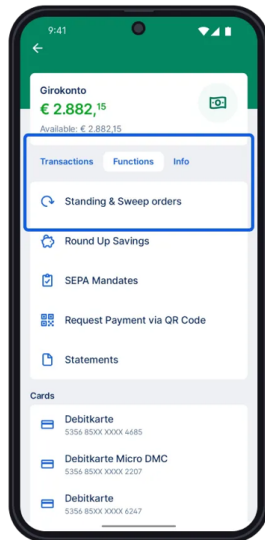 9:41
Girokonto
€ 2.882,15
Available: € 2.882,15
Transactions Functions Info
Standing & Sweep orders
Round Up Savings
SEPA Mandates
Request Payment via QR Code
Statements
Cards
Debitkarte
5356 85XX XXXX 4685
Debitkarte Micro DMC
5356 85XX XXXX 2207
Debitkarte
5356 85XX XXXX 6247